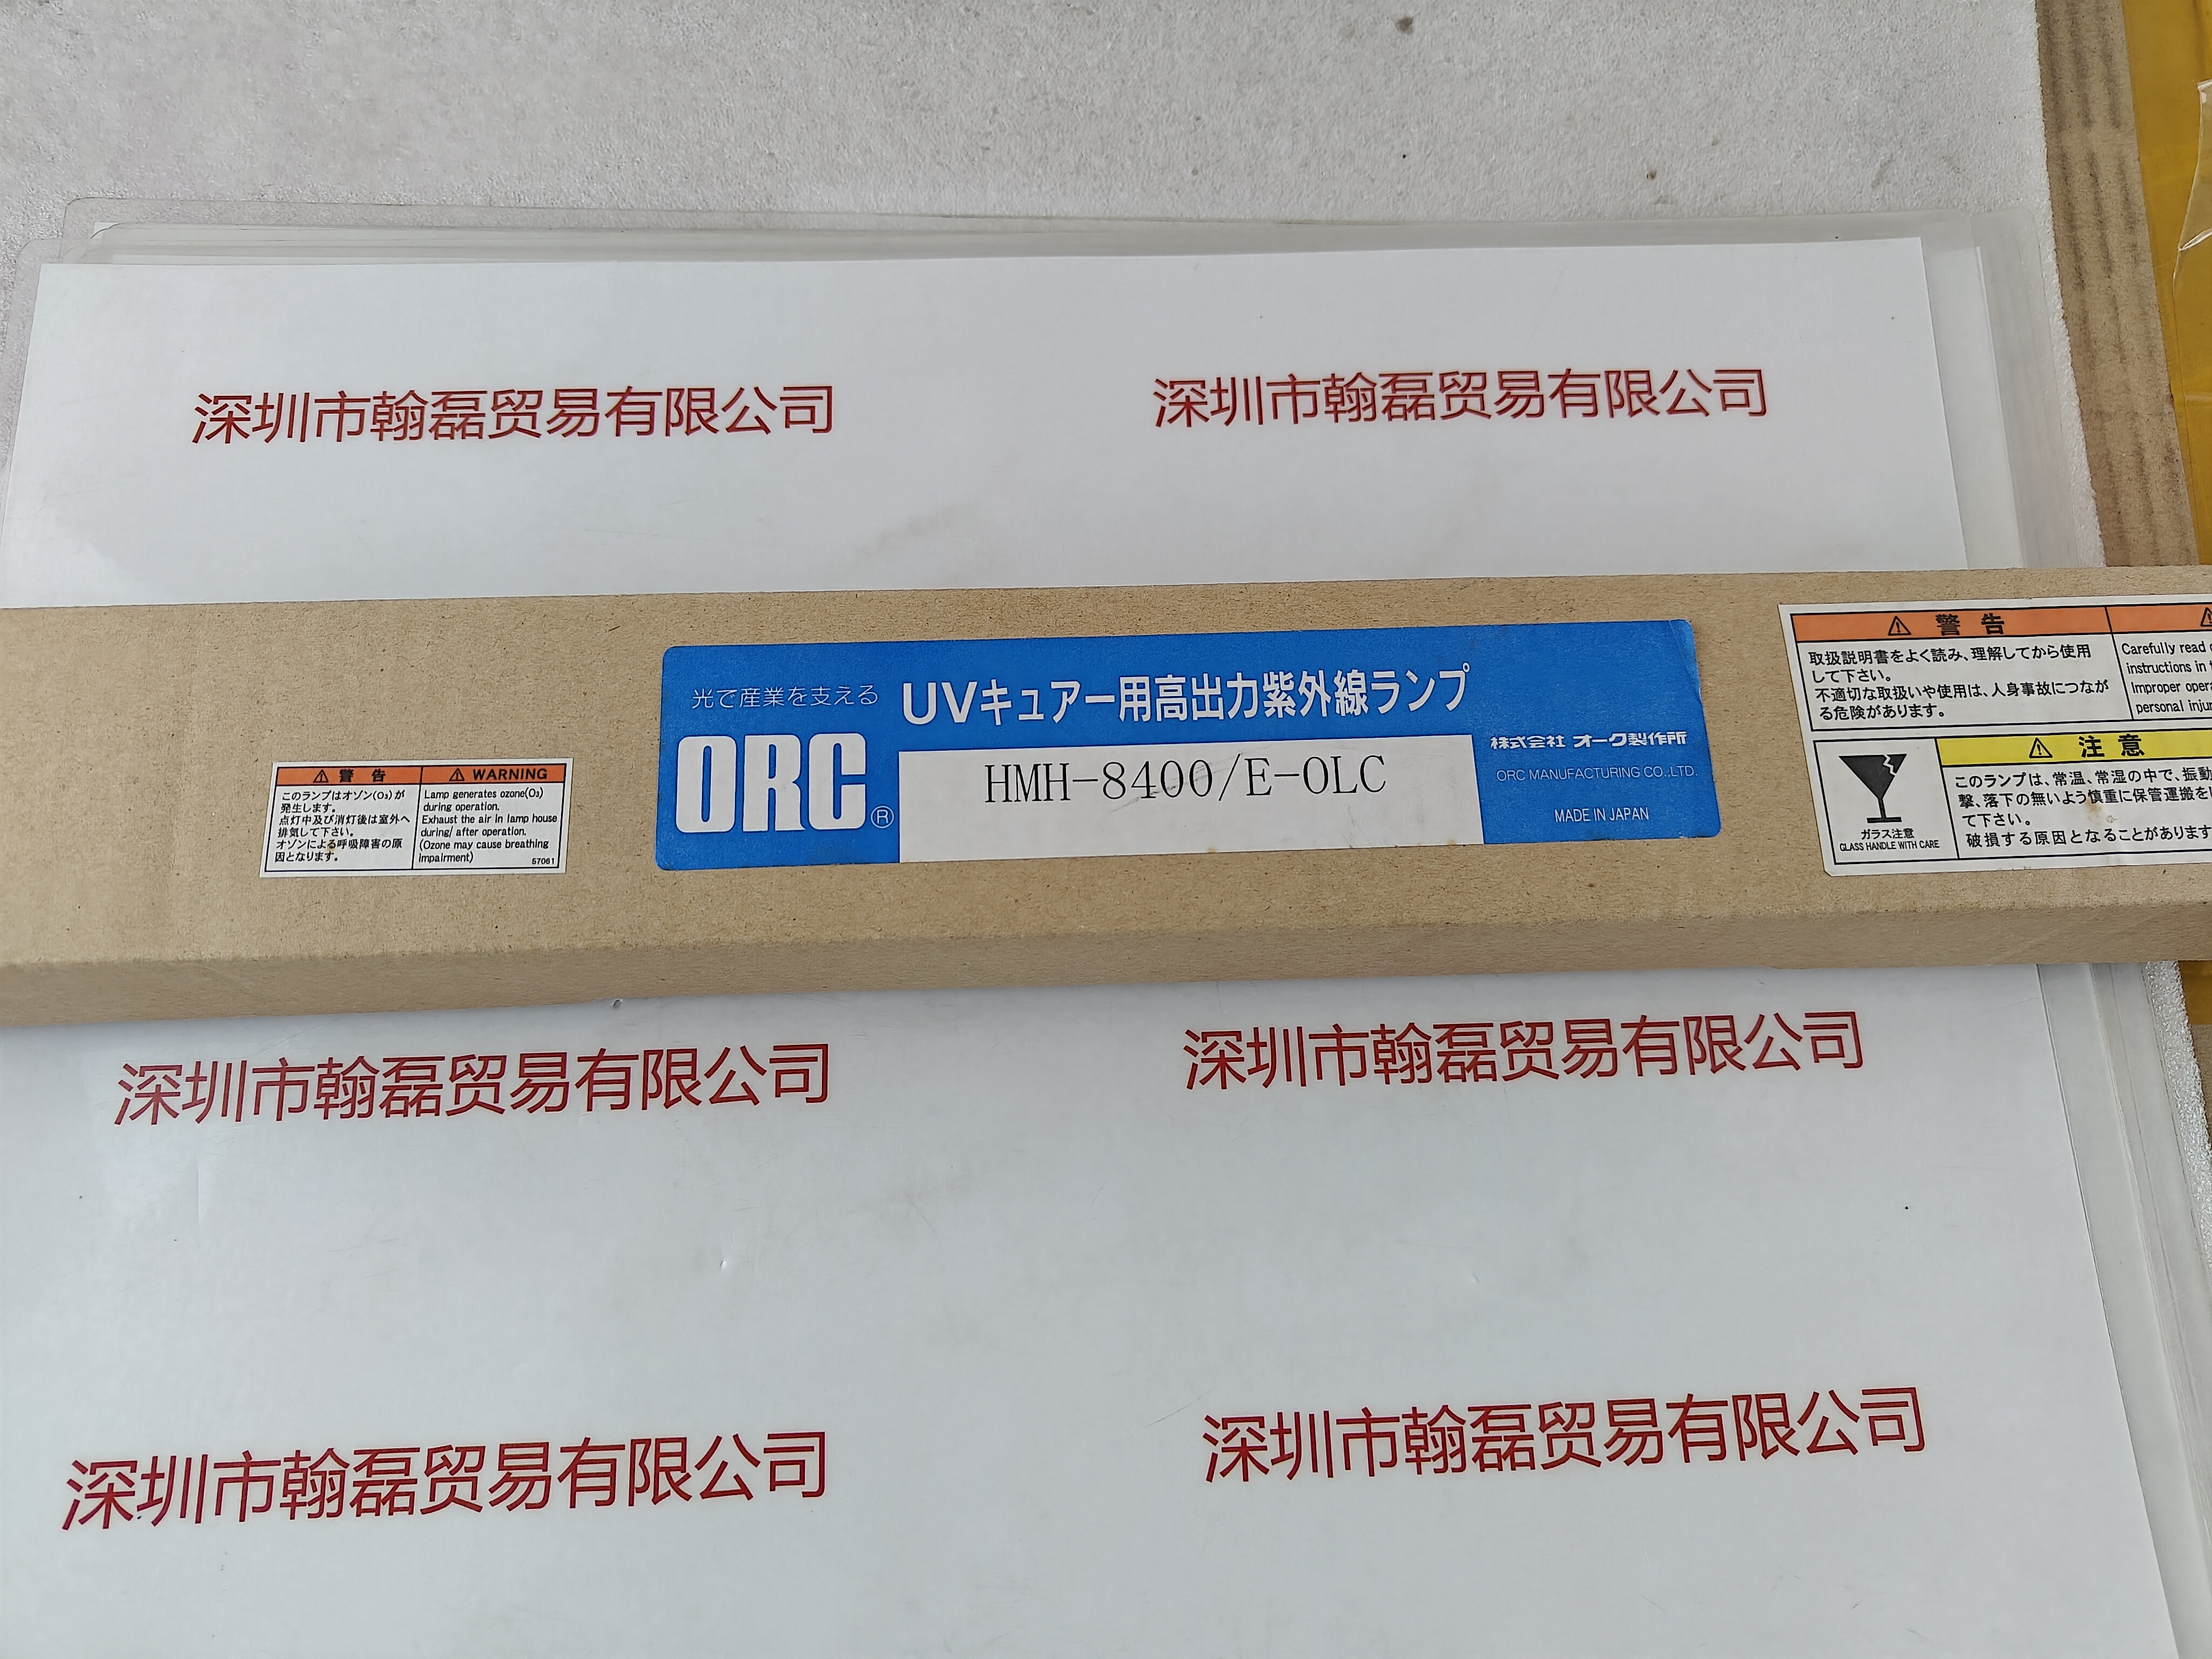 深圳市翰磊贸易有限公司
深圳市翰磊贸易有限公司
⚠ 警 告
このランプはオゾン(O₃)が
発生します。
点灯中及び消灯後は室外へ
排気して下さい。
オゾンによる呼吸障害の原
因となります。
⚠ WARNING
Lamp generates ozone(O₃)
during operation.
Exhaust the air in lamp house
during/ after operation.
(Ozone may cause breathing
impairment)
57061
光で産業を支える
UVキュアー用高出力紫外線ランプ
ORC®
HMH-8400/E-OLC
株式会社 オーク製作所
ORC MANUFACTURING CO.,LTD.
MADE IN JAPAN
⚠ 警 告
取扱説明書をよく読み、理解してから使用
して下さい。
不適切な取扱いや使用は、人身事故につなが
る危険があります。
Carefully read
instructions in
Improper
personal
ガラス注意
GLASS HANDLE WITH CARE
⚠ 注 意
このランプは、常温、常湿の中で、振動
撃、落下の無いよう慎重に保管運搬を
て下さい。
破損する原因となることがあります
深圳市翰磊贸易有限公司
深圳市翰磊贸易有限公司
深圳市翰磊贸易有限公司
深圳市翰磊贸易有限公司